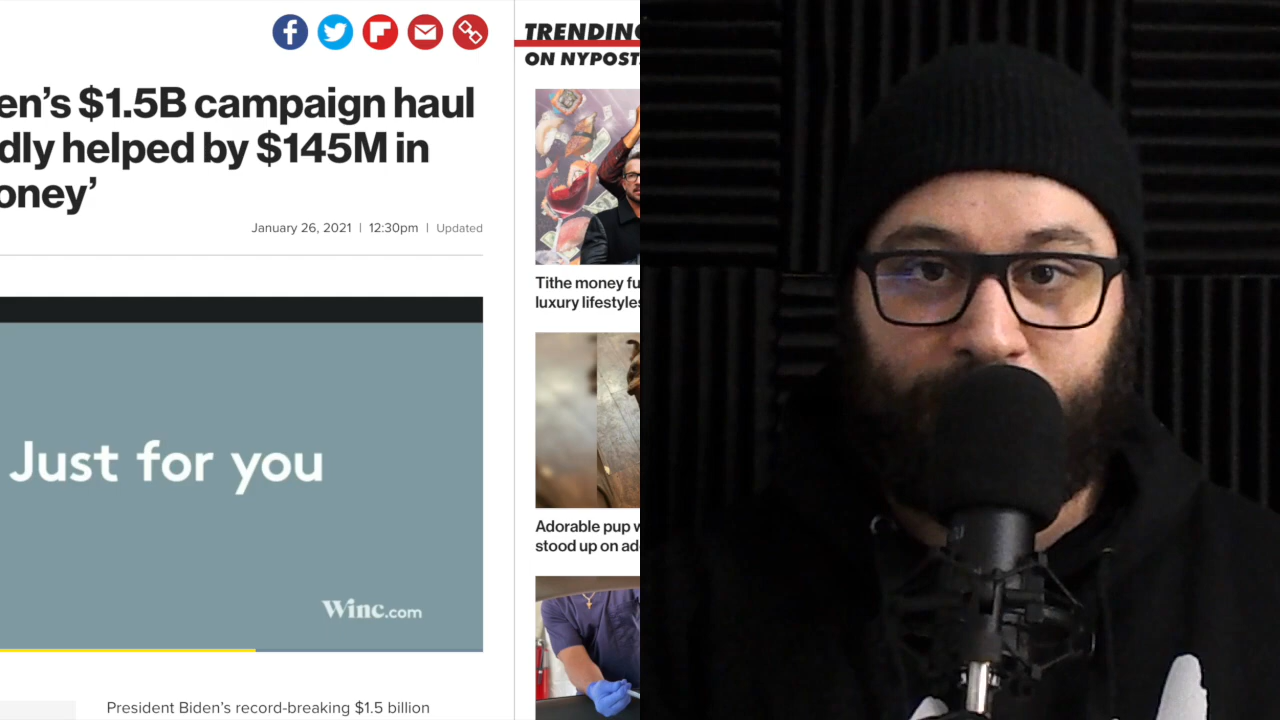 en's $1.5B campaign haul
dly helped by $145M in
oney’
January 26, 2021 | 12:30pm | Updated
Just for you
Winc.com
President Biden's record-breaking $1.5 billion
TRENDING
ON NYPOST
Tithe money fu
luxury lifestyles
Adorable pup w
stood up on ad